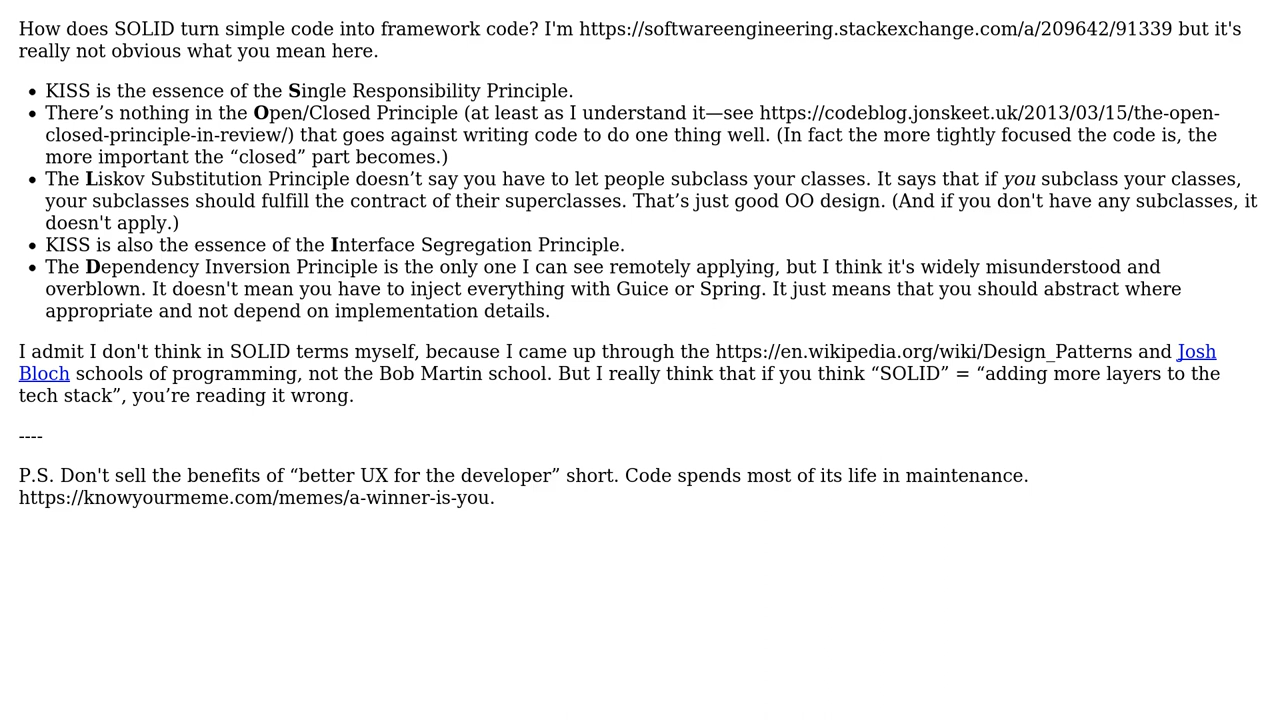 How does SOLID turn simple code into framework code? I'm https://softwareengineering.stackexchange.com/a/209642/91339 but it's
really not obvious what you mean here.
• KISS is the essence of the Single Responsibility Principle.
• There’s nothing in the Open/Closed Principle (at least as I understand it—see https://codeblog.jonskeet.uk/2013/03/15/the-open-
closed-principle-in-review/) that goes against writing code to do one thing well. (In fact the more tightly focused the code is, the
more important the “closed” part becomes.)
• The Liskov Substitution Principle doesn’t say you have to let people subclass your classes. It says that if you subclass your classes,
your subclasses should fulfill the contract of their superclasses. That’s just good OO design. (And if you don't have any subclasses, it
doesn't apply.)
• KISS is also the essence of the Interface Segregation Principle.
• The Dependency Inversion Principle is the only one I can see remotely applying, but I think it's widely misunderstood and
overblown. It doesn't mean you have to inject everything with Guice or Spring. It just means that you should abstract where
appropriate and not depend on implementation details.
I admit I don't think in SOLID terms myself, because I came up through the https://en.wikipedia.org/wiki/Design_Patterns and Josh
Bloch schools of programming, not the Bob Martin school. But I really think that if you think “SOLID” = “adding more layers to the
tech stack”, you’re reading it wrong.
----
P.S. Don't sell the benefits of “better UX for the developer” short. Code spends most of its life in maintenance.
https://knowyourmeme.com/memes/a-winner-is-you.